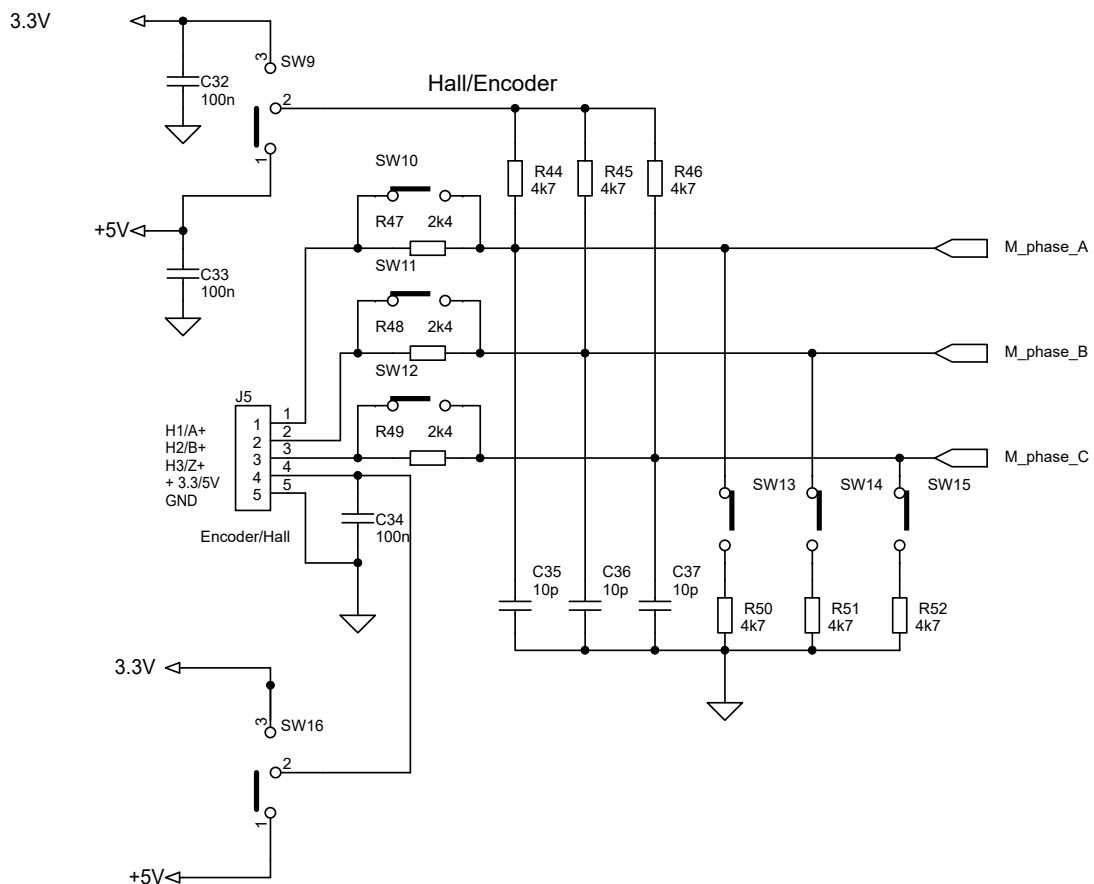 3.3V
3
SW9
C32
100n
Hall/Encoder
2
1
SW10
R44
4k7
R45
4k7
R46
4k7
R47 2k4
+5V
M_phase_A
SW11
C33
100n
R48 2k4
M_phase_B
SW12
J5
1
1
H1/A+
R49 2k4
2
2
H2/B+
3
3
H3/Z+
M_phase_C
4
4
+ 3.3/5V
5
5
GND
SW13
SW14
SW15
C34
100n
Encoder/Hall
C35
10p
C36
10p
C37
10p
R50
4k7
R51
4k7
R52
4k7
3.3V
3
SW16
2
1
+5V